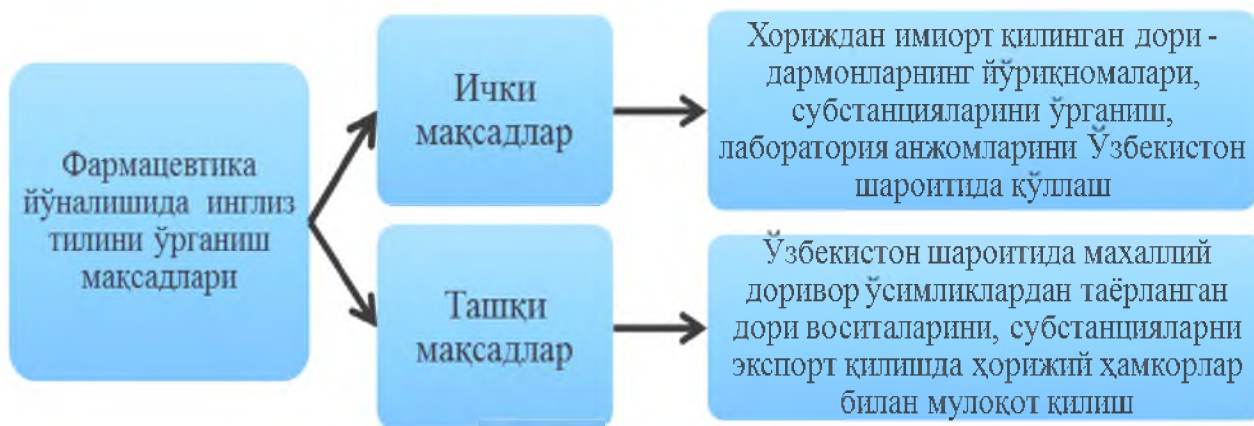 Фармацевтика
йўналишида инглиз
тилини ўрганиш
мақсадлари
Ички
мақсадлар
Хориждан имиорт қилинган дори -
дармонларнинг йўриқномалари,
субстанцияларини ўрганиш,
лаборатория анжомларини Ўзбекистон
шароитида қўллаш
Ташқи
мақсадлар
Ўзбекистон шароитида махаллий
доривор ўсимликлардан таёрланган
дори воситаларини, субстанцияларни
экспорт қилишда ҳорижий ҳамкорлар
билан мулоқот қилиш